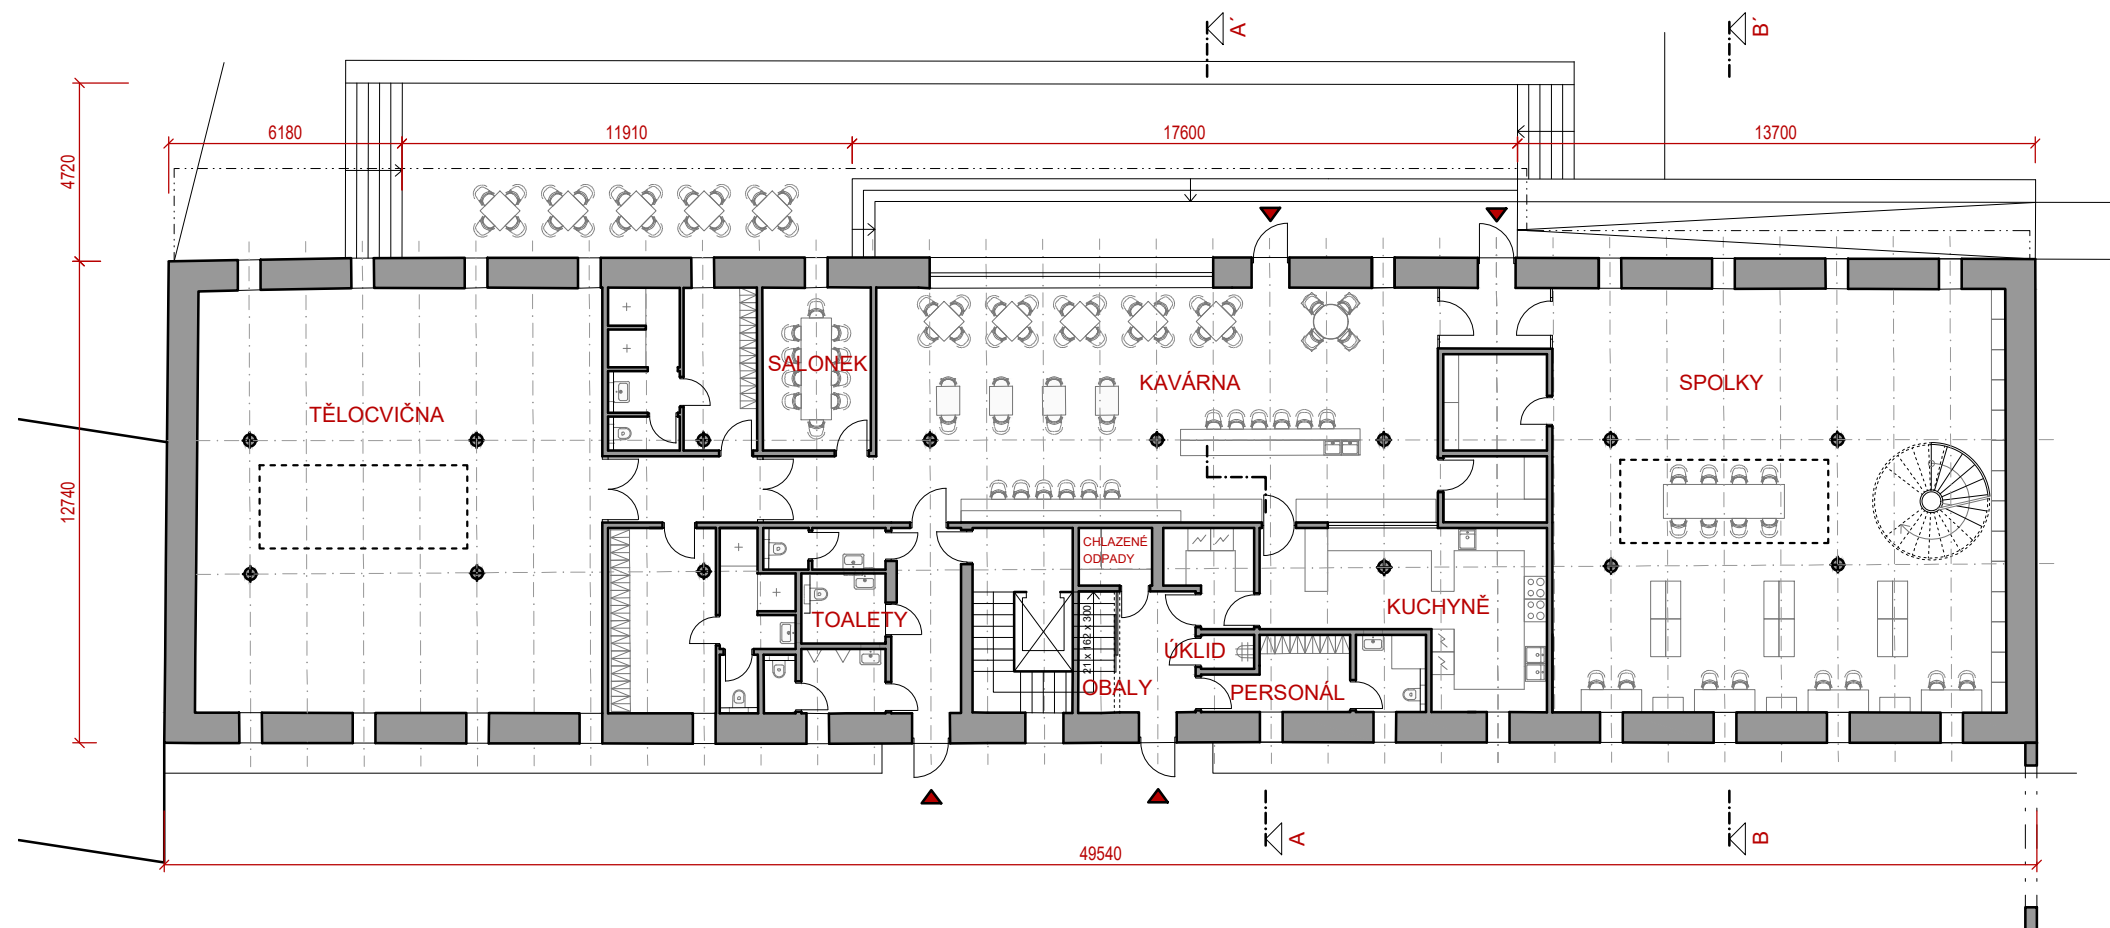 A´
B´
6180
11910
17600
13700
4720
SALONEK
KAVÁRNA
SPOLKY
TĚLOCVIČNA
12740
CHLAZENÉ
ODPADY
KUCHYNĚ
TOALETY
21 x 162 x 300
ÚKLID
OBALY
PERSONÁL
A
B
49540